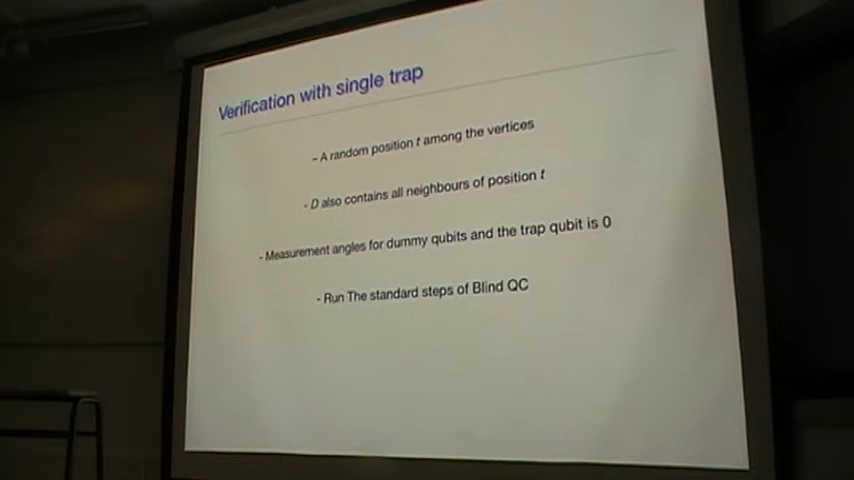 Verification with single trap
– A random position t among the vertices
- D also contains all neighbours of position t
- Measurement angles for dummy qubits and the trap qubit is 0
- Run The standard steps of Blind QC